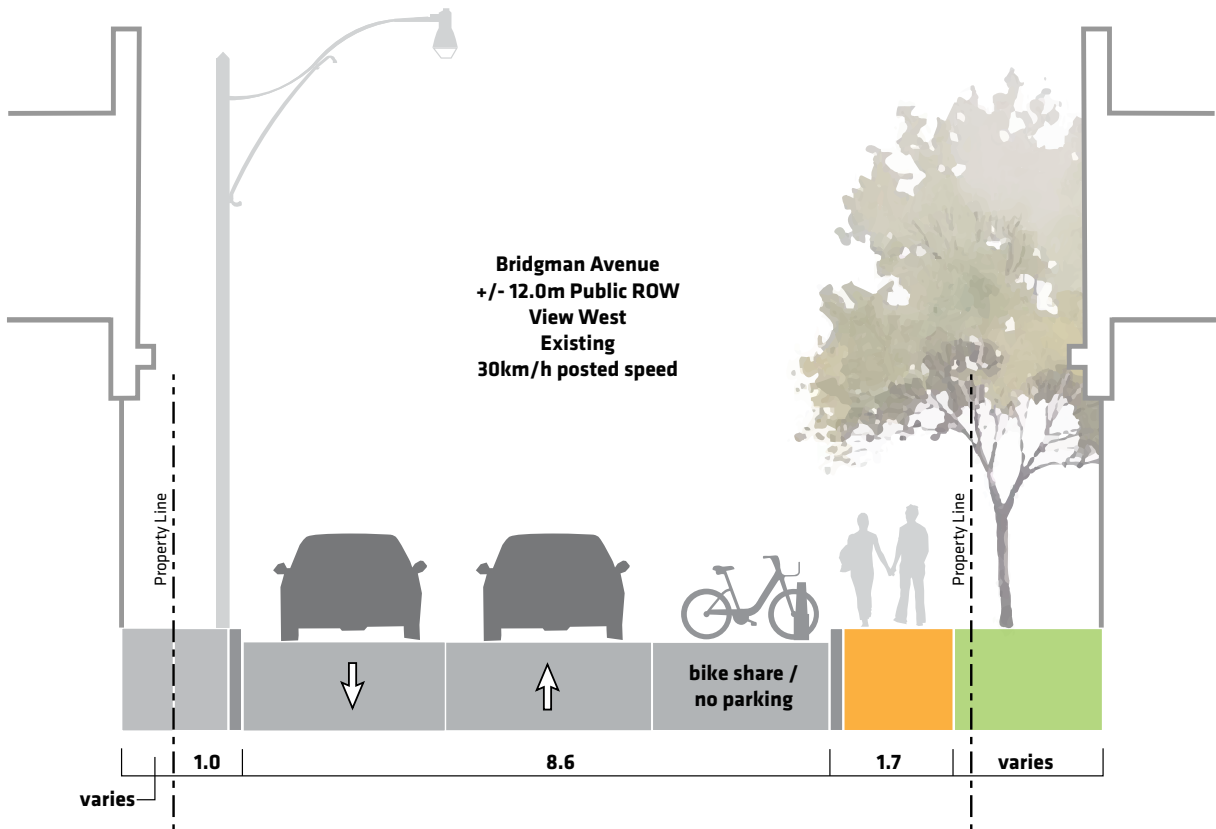 Bridgman Avenue
+/- 12.0m Public ROW
View West
Existing
30km/h posted speed
Property Line
Property Line
bike share /
no parking
1.0
8.6
1.7
varies
varies